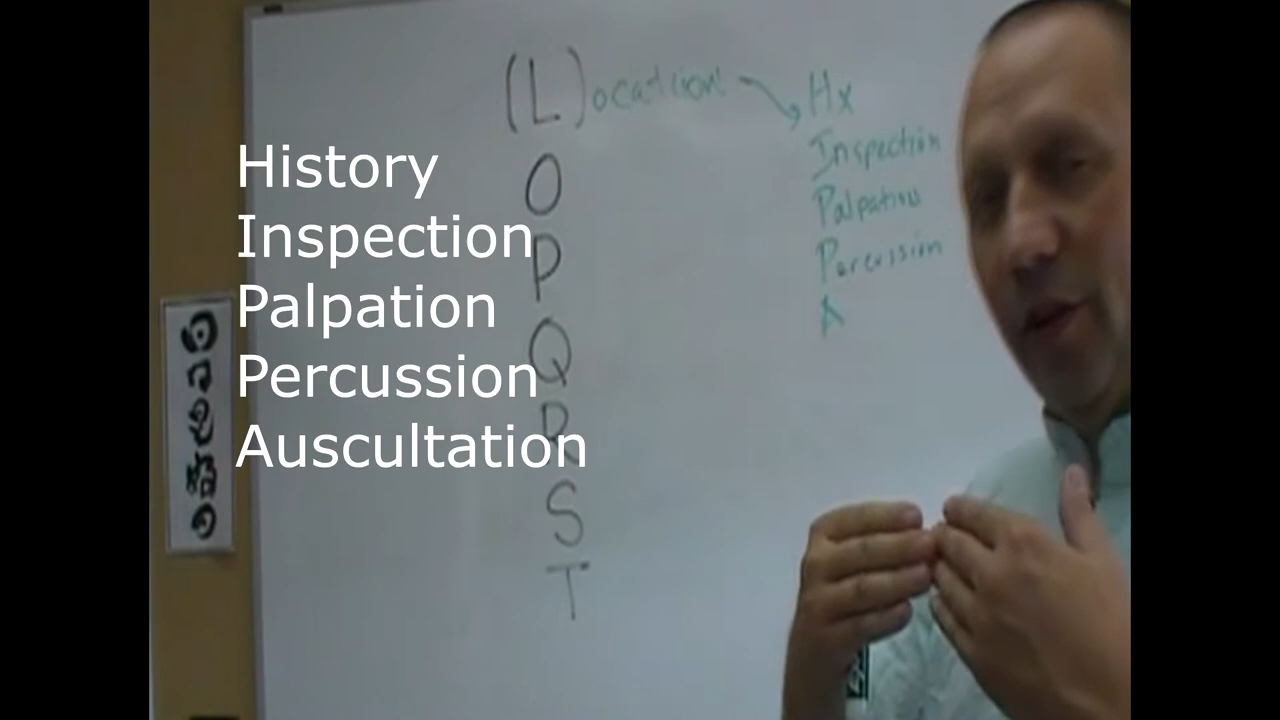 (L)ocation
O
P
Q
R
S
T
Hx
Inspection
Palpation
Percussion
A
History
Inspection
Palpation
Percussion
Auscultation